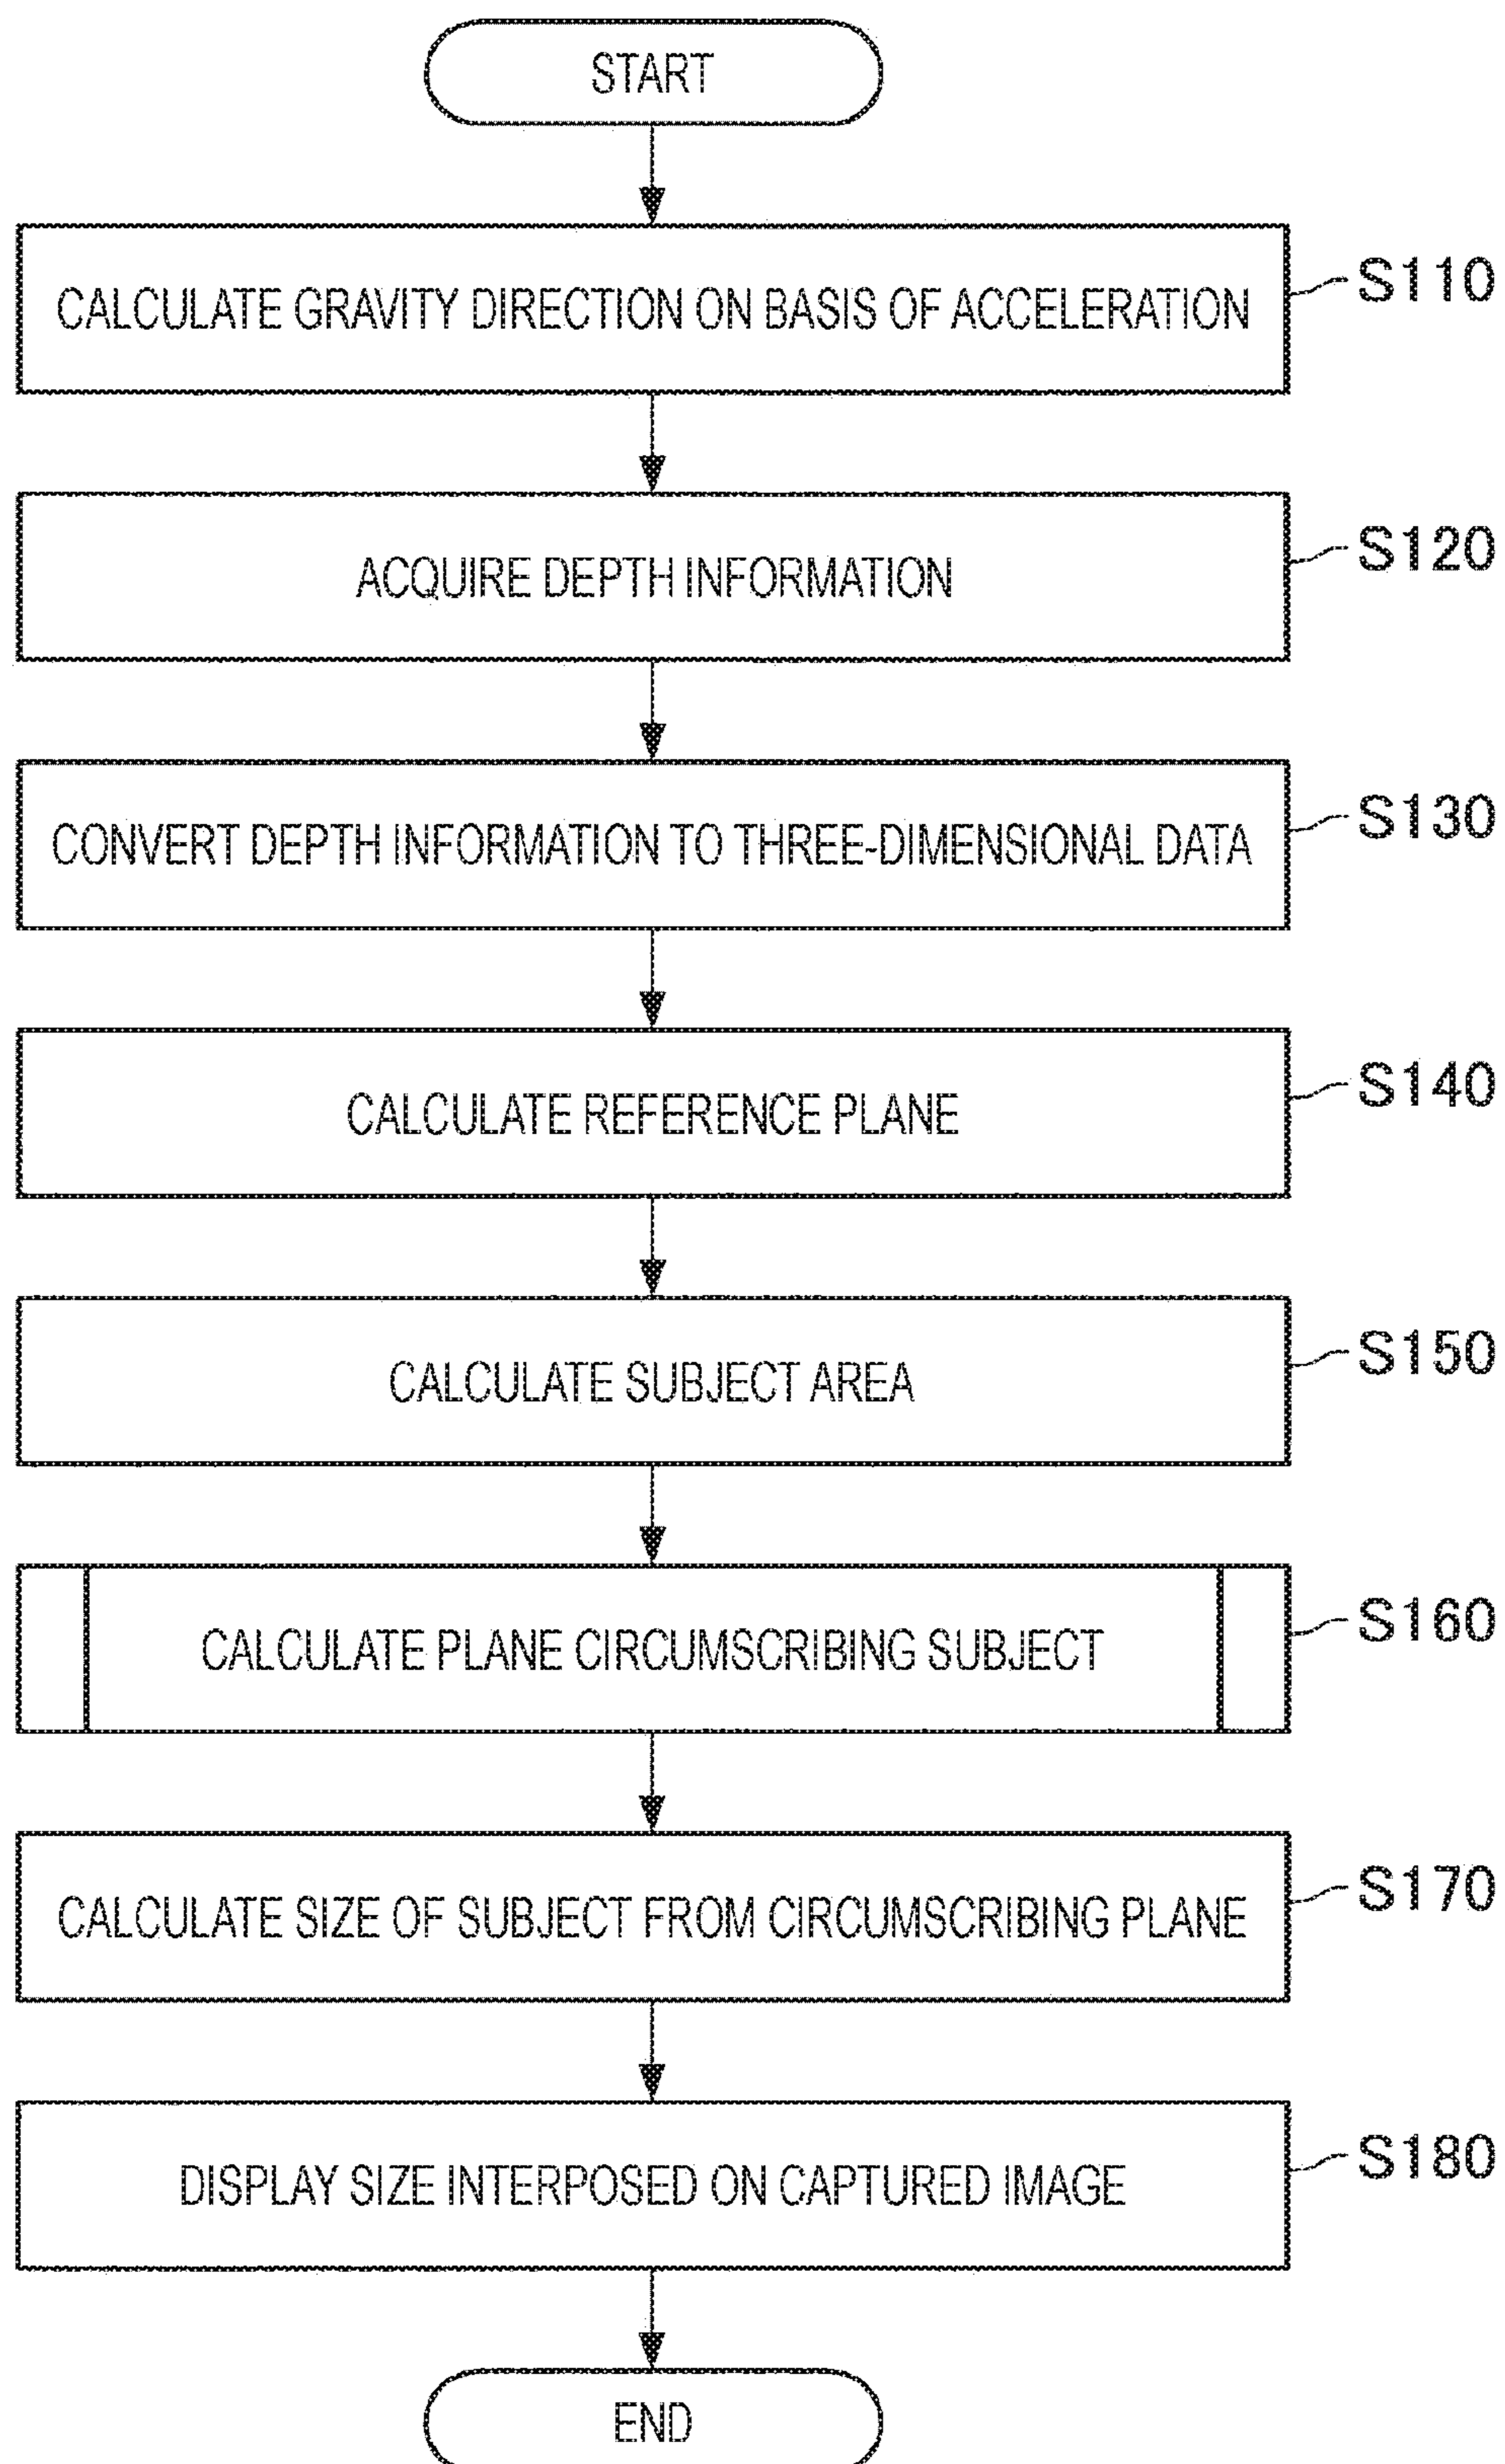 START
CALCULATE GRAVITY DIRECTION ON BASIS OF ACCELERATION
S110
ACQUIRE DEPTH INFORMATION
S120
CONVERT DEPTH INFORMATION TO THREE-DIMENSIONAL DATA
S130
CALCULATE REFERENCE PLANE
S140
CALCULATE SUBJECT AREA
S150
CALCULATE PLANE CIRCUMSCRIBING SUBJECT
S160
CALCULATE SIZE OF SUBJECT FROM CIRCUMSCRIBING PLANE
S170
DISPLAY SIZE INTERPOSED ON CAPTURED IMAGE
S180
END